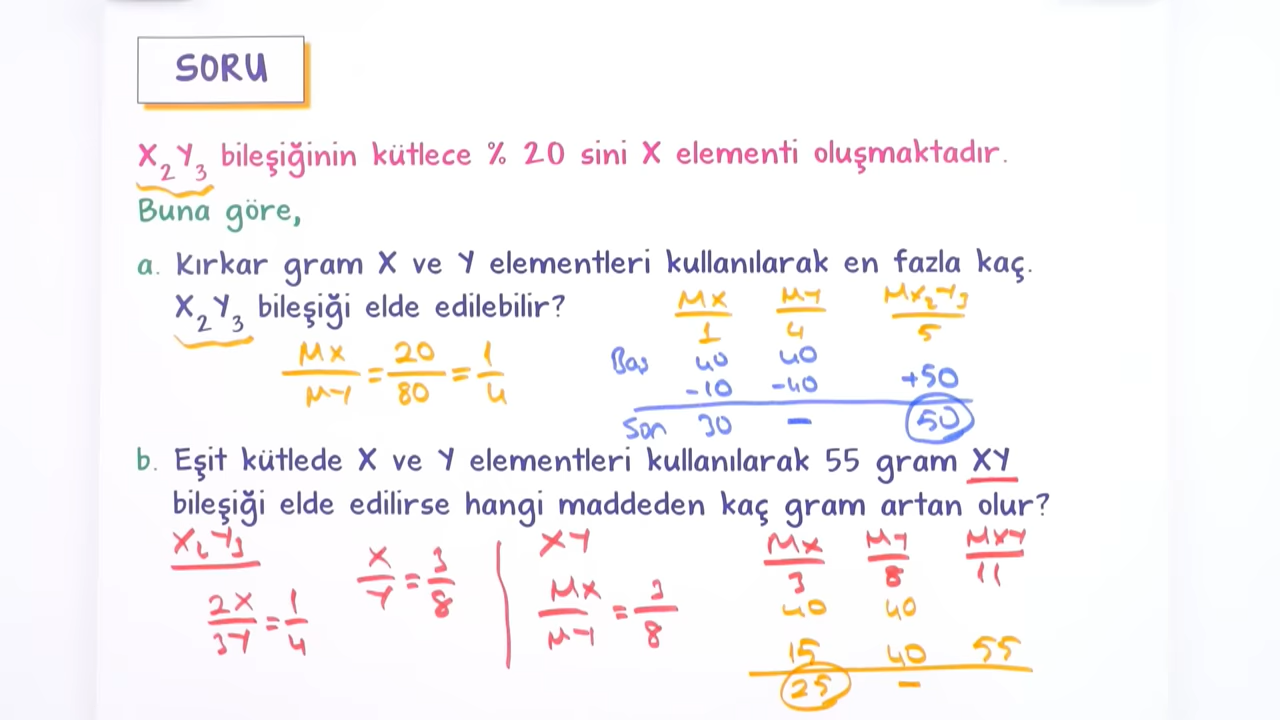 SORU
X₂Y₃ bileşiğinin kütlece % 20 sini X elementi oluşmaktadır.
Buna göre,
a. Kırkar gram X ve Y elementleri kullanılarak en fazla kaç.
X₂Y₃ bileşiği elde edilebilir?
MX/MY = 20/80 = 1/4
MX MY MX₂Y₃
1 4 5
Baş 40 40
-10 -40 +50
Son 30 - 50
b. Eşit kütlede X ve Y elementleri kullanılarak 55 gram XY
bileşiği elde edilirse hangi maddeden kaç gram artan olur?
X₂Y₃
2X/3Y = 1/4
X/Y = 3/8
XY
MX/MY = 3/8
MX MY MXY
3 8 11
40 40
15 40 55
25 -